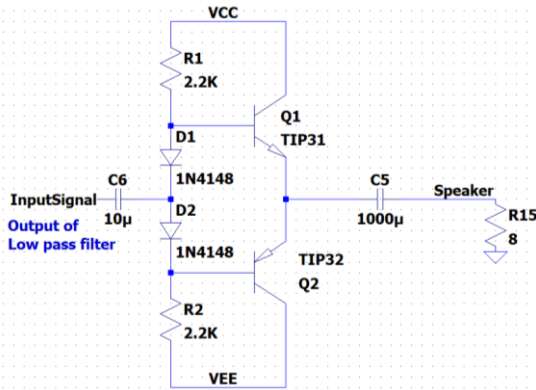 VCC
R1
2.2K
Q1
TIP31
D1
1N4148
C6
InputSignal
10µ
Output of
Low pass filter
D2
1N4148
C5
1000µ
Speaker
R15
8
TIP32
Q2
R2
2.2K
VEE